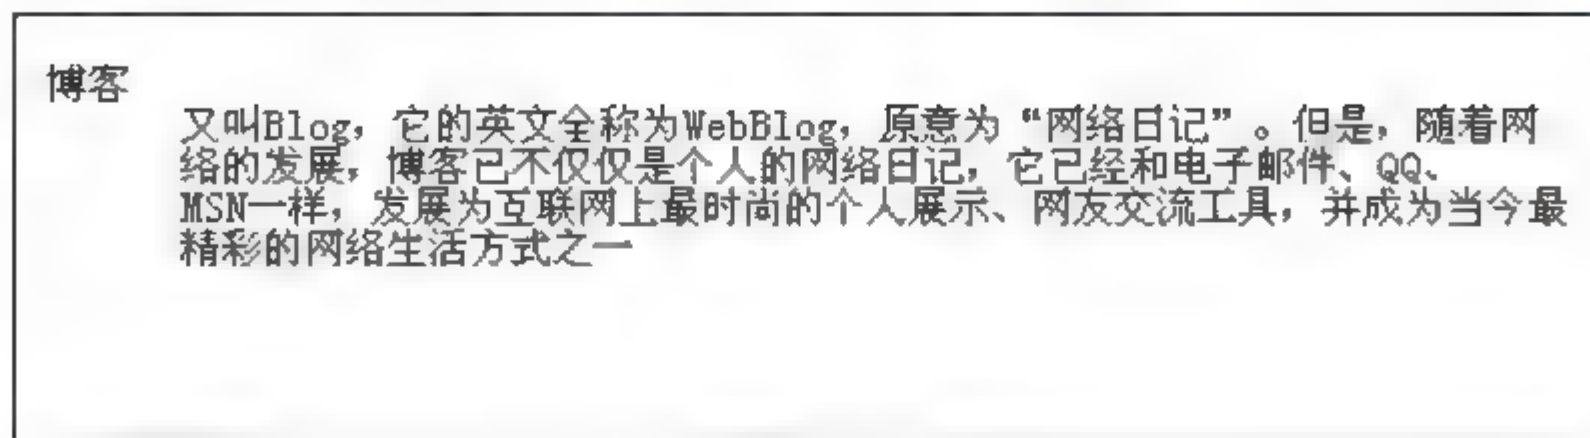 博客
又叫Blog，它的英文全称为WebBlog，原意为“网络日记”。但是，随着网
络的发展，博客已不仅仅是个人的网络日记，它已经和电子邮件、QQ、
MSN一样，发展为互联网上最时尚的个人展示、网友交流工具，并成为当今最
精彩的网络生活方式之一